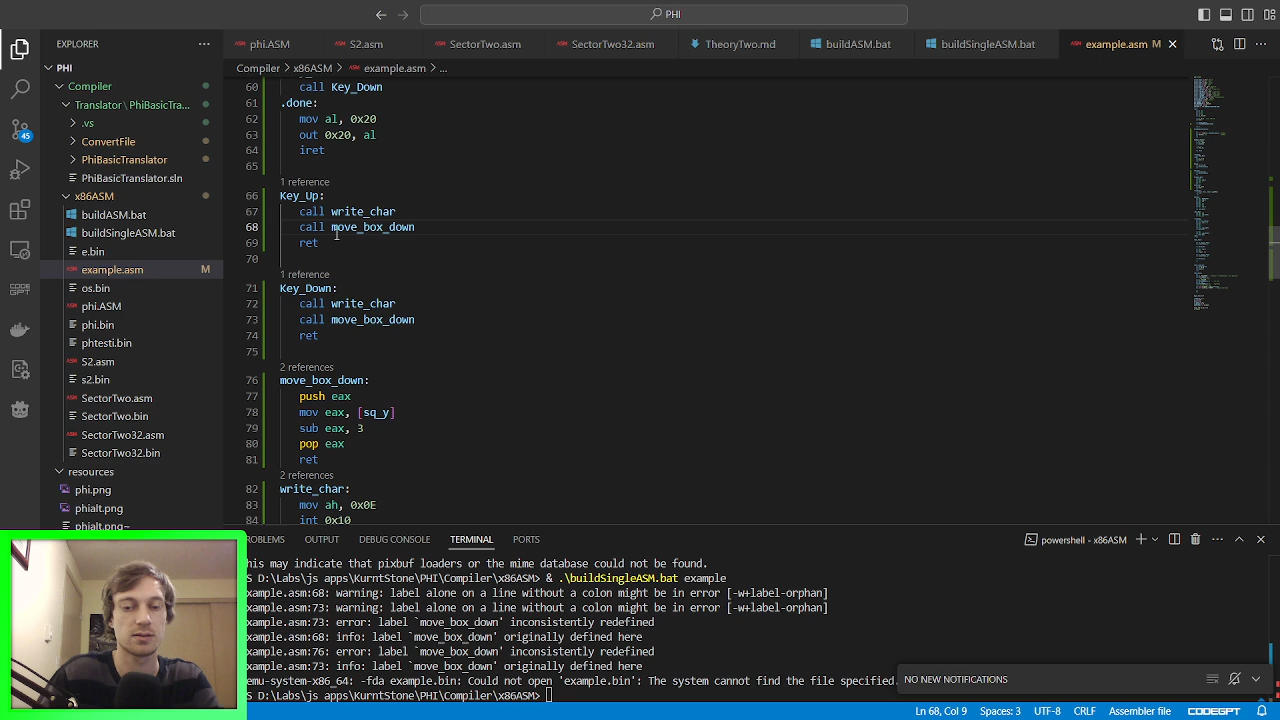 PHI
EXPLORER
phi.ASM
S2.asm
SectorTwo.asm
SectorTwo32.asm
TheoryTwo.md
buildASM.bat
buildSingleASM.bat
example.asm M
PHI
Compiler
Translator \ PhiBasicTra...
.vs
ConvertFile
PhiBasicTranslator
PhiBasicTranslator.sln
x86ASM
buildASM.bat
buildSingleASM.bat
e.bin
example.asm M
os.bin
phi.ASM
phi.bin
phtesti.bin
S2.asm
s2.bin
SectorTwo.asm
SectorTwo.bin
SectorTwo32.asm
SectorTwo32.bin
resources
phi.png
phialt.png
phialt.png~
45
CODE
GPT
Compiler > x86ASM > example.asm > ...
60 call Key_Down
61 .done:
62 mov al, 0x20
63 out 0x20, al
64 iret
65
1 reference
66 Key_Up:
67 call write_char
68 call move_box_down
69 ret
70
1 reference
71 Key_Down:
72 call write_char
73 call move_box_down
74 ret
75
2 references
76 move_box_down:
77 push eax
78 mov eax, [sq_y]
79 sub eax, 3
80 pop eax
81 ret
2 references
82 write_char:
83 mov ah, 0x0E
84 int 0x10
ROBLEMS OUTPUT DEBUG CONSOLE TERMINAL PORTS
powershell - x86ASM
his may indicate that pixbuf loaders or the mime database could not be found.
S D:\Labs\js apps\KurntStone\PHI\Compiler\x86ASM> & .\buildSingleASM.bat example
xample.asm:68: warning: label alone on a line without a colon might be in error [-w+label-orphan]
xample.asm:73: warning: label alone on a line without a colon might be in error [-w+label-orphan]
xample.asm:73: error: label `move_box_down' inconsistently redefined
xample.asm:68: info: label `move_box_down' originally defined here
xample.asm:76: error: label `move_box_down' inconsistently redefined
xample.asm:73: info: label `move_box_down' originally defined here
emu-system-x86_64: -fda example.bin: Could not open 'example.bin': The system cannot find the file specified.
S D:\Labs\js apps\KurntStone\PHI\Compiler\x86ASM>
NO NEW NOTIFICATIONS
Ln 68, Col 9 Spaces: 3 UTF-8 CRLF Assembler file CODEGPT